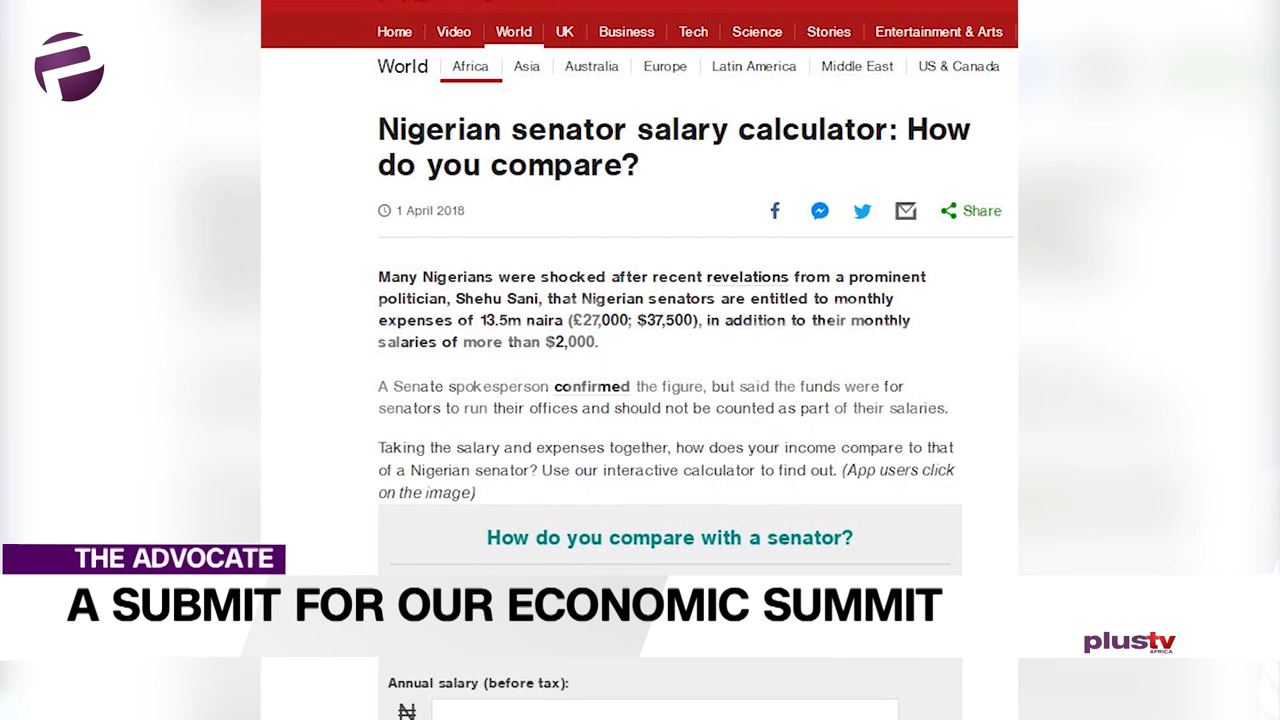 Home Video World UK Business Tech Science Stories Entertainment & Arts
World Africa Asia Australia Europe Latin America Middle East US & Canada
Nigerian senator salary calculator: How
do you compare?
1 April 2018
Share
Many Nigerians were shocked after recent revelations from a prominent
politician, Shehu Sani, that Nigerian senators are entitled to monthly
expenses of 13.5m naira (£27,000; $37,500), in addition to their monthly
salaries of more than $2,000.
A Senate spokesperson confirmed the figure, but said the funds were for
senators to run their offices and should not be counted as part of their salaries.
Taking the salary and expenses together, how does your income compare to that
of a Nigerian senator? Use our interactive calculator to find out. (App users click
on the image)
How do you compare with a senator?
THE ADVOCATE
A SUBMIT FOR OUR ECONOMIC SUMMIT
plustv
AFRICA
Annual salary (before tax):
₦